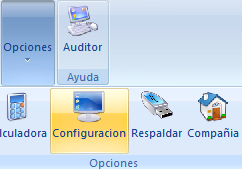 Opciones Auditor
Ayuda
lculadora Configuracion Respaldar Compañia
Opciones